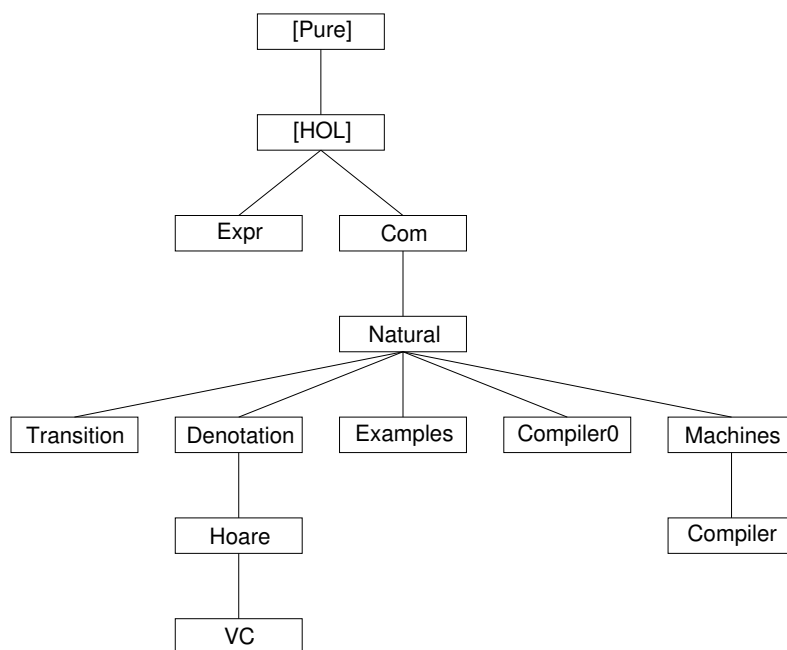 [Pure]
[HOL]
Expr
Com
Natural
Transition
Denotation
Examples
Compiler0
Machines
Hoare
Compiler
VC